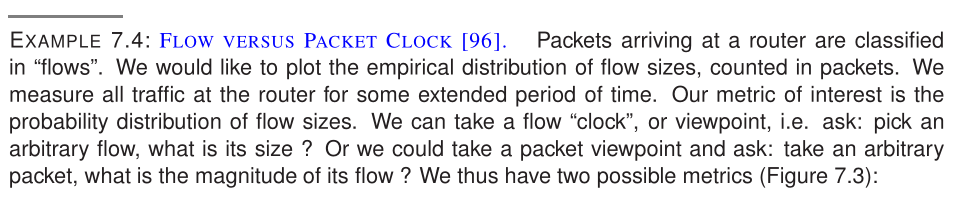 EXAMPLE 7.4: FLOW VERSUS PACKET CLOCK [96]. Packets arriving at a router are classified
in “flows”. We would like to plot the empirical distribution of flow sizes, counted in packets. We
measure all traffic at the router for some extended period of time. Our metric of interest is the
probability distribution of flow sizes. We can take a flow “clock”, or viewpoint, i.e. ask: pick an
arbitrary flow, what is its size ? Or we could take a packet viewpoint and ask: take an arbitrary
packet, what is the magnitude of its flow ? We thus have two possible metrics (Figure 7.3):